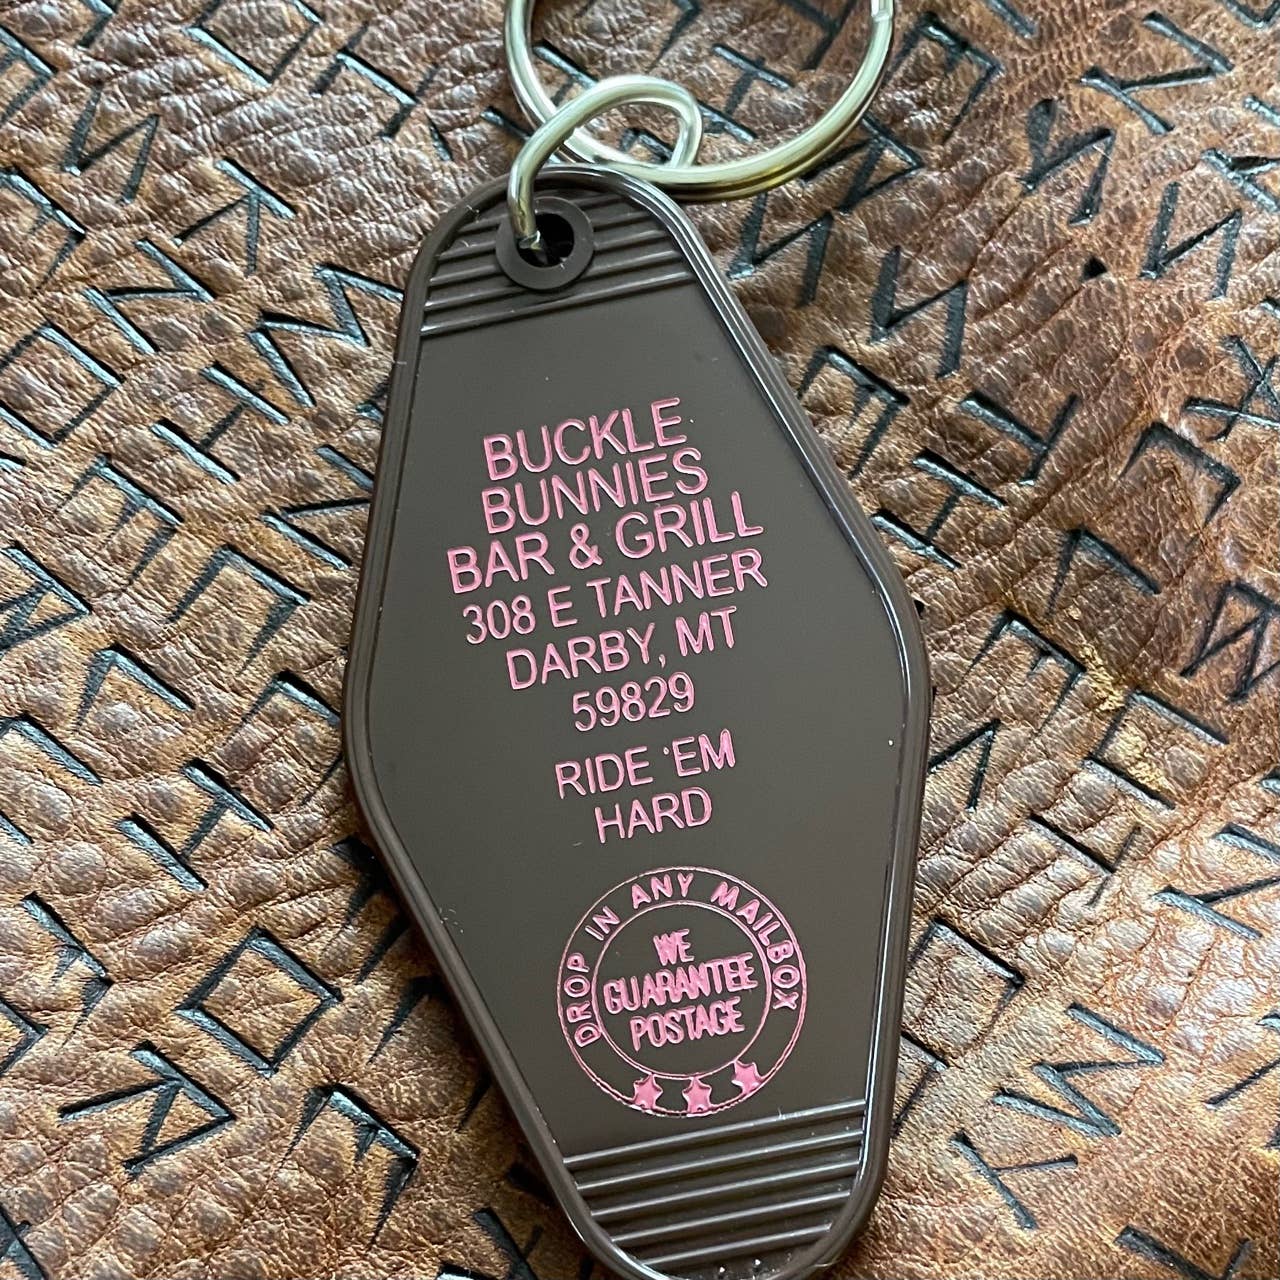 BUCKLE
BUNNIES
BAR & GRILL
308 E TANNER
DARBY, MT
59829
RIDE 'EM
HARD
DROP IN ANY MAILBOX
WE
GUARANTEE
POSTAGE